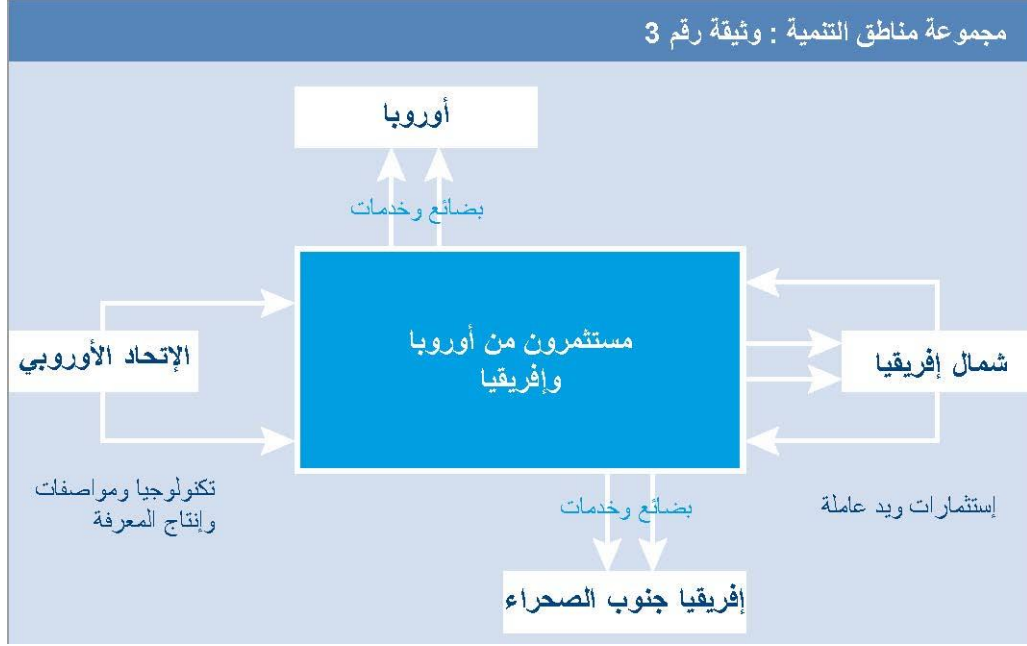 مجموعة مناطق التنمية : وثيقة رقم 3
أوروبا
بضائع وخدمات
مستثمرون من أوروبا
وإفريقيا
شمال إفريقيا
الإتحاد الأوروبي
إستثمارات ويد عاملة
بضائع وخدمات
تكنولوجيا ومواصفات
وإنتاج المعرفة
إفريقيا جنوب الصحراء